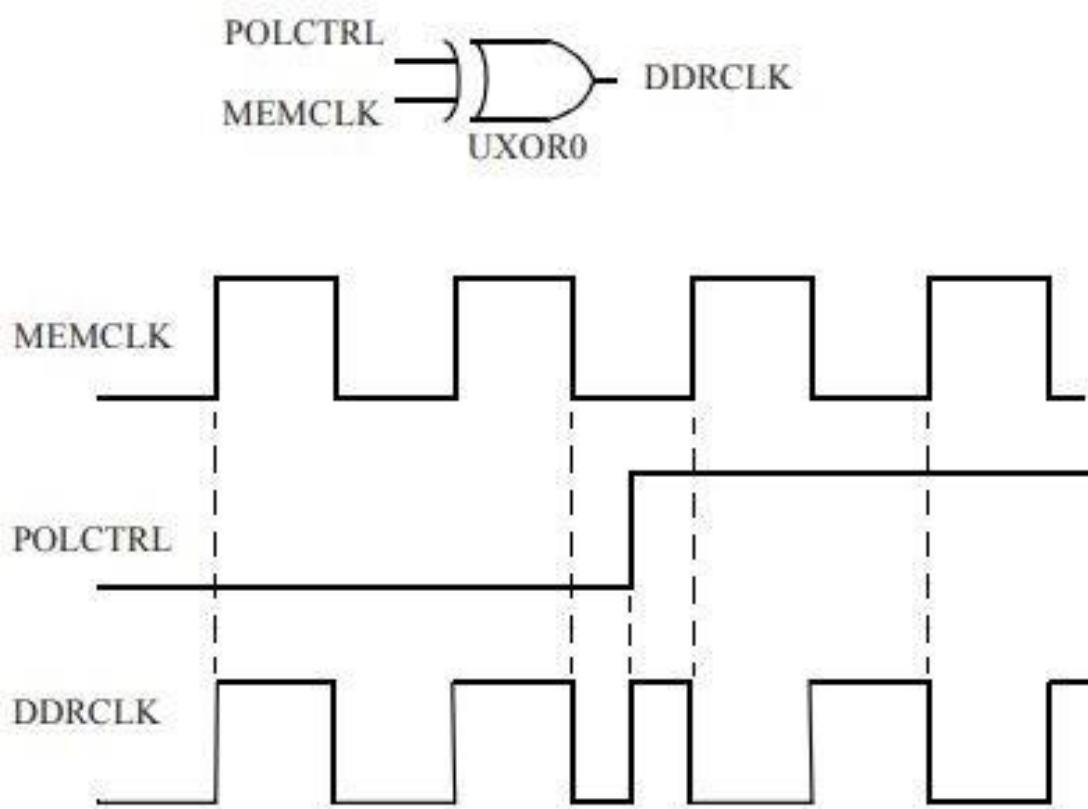 POLCTRL
DDRCLK
MEMCLK
UXOR0
MEMCLK
POLCTRL
DDRCLK